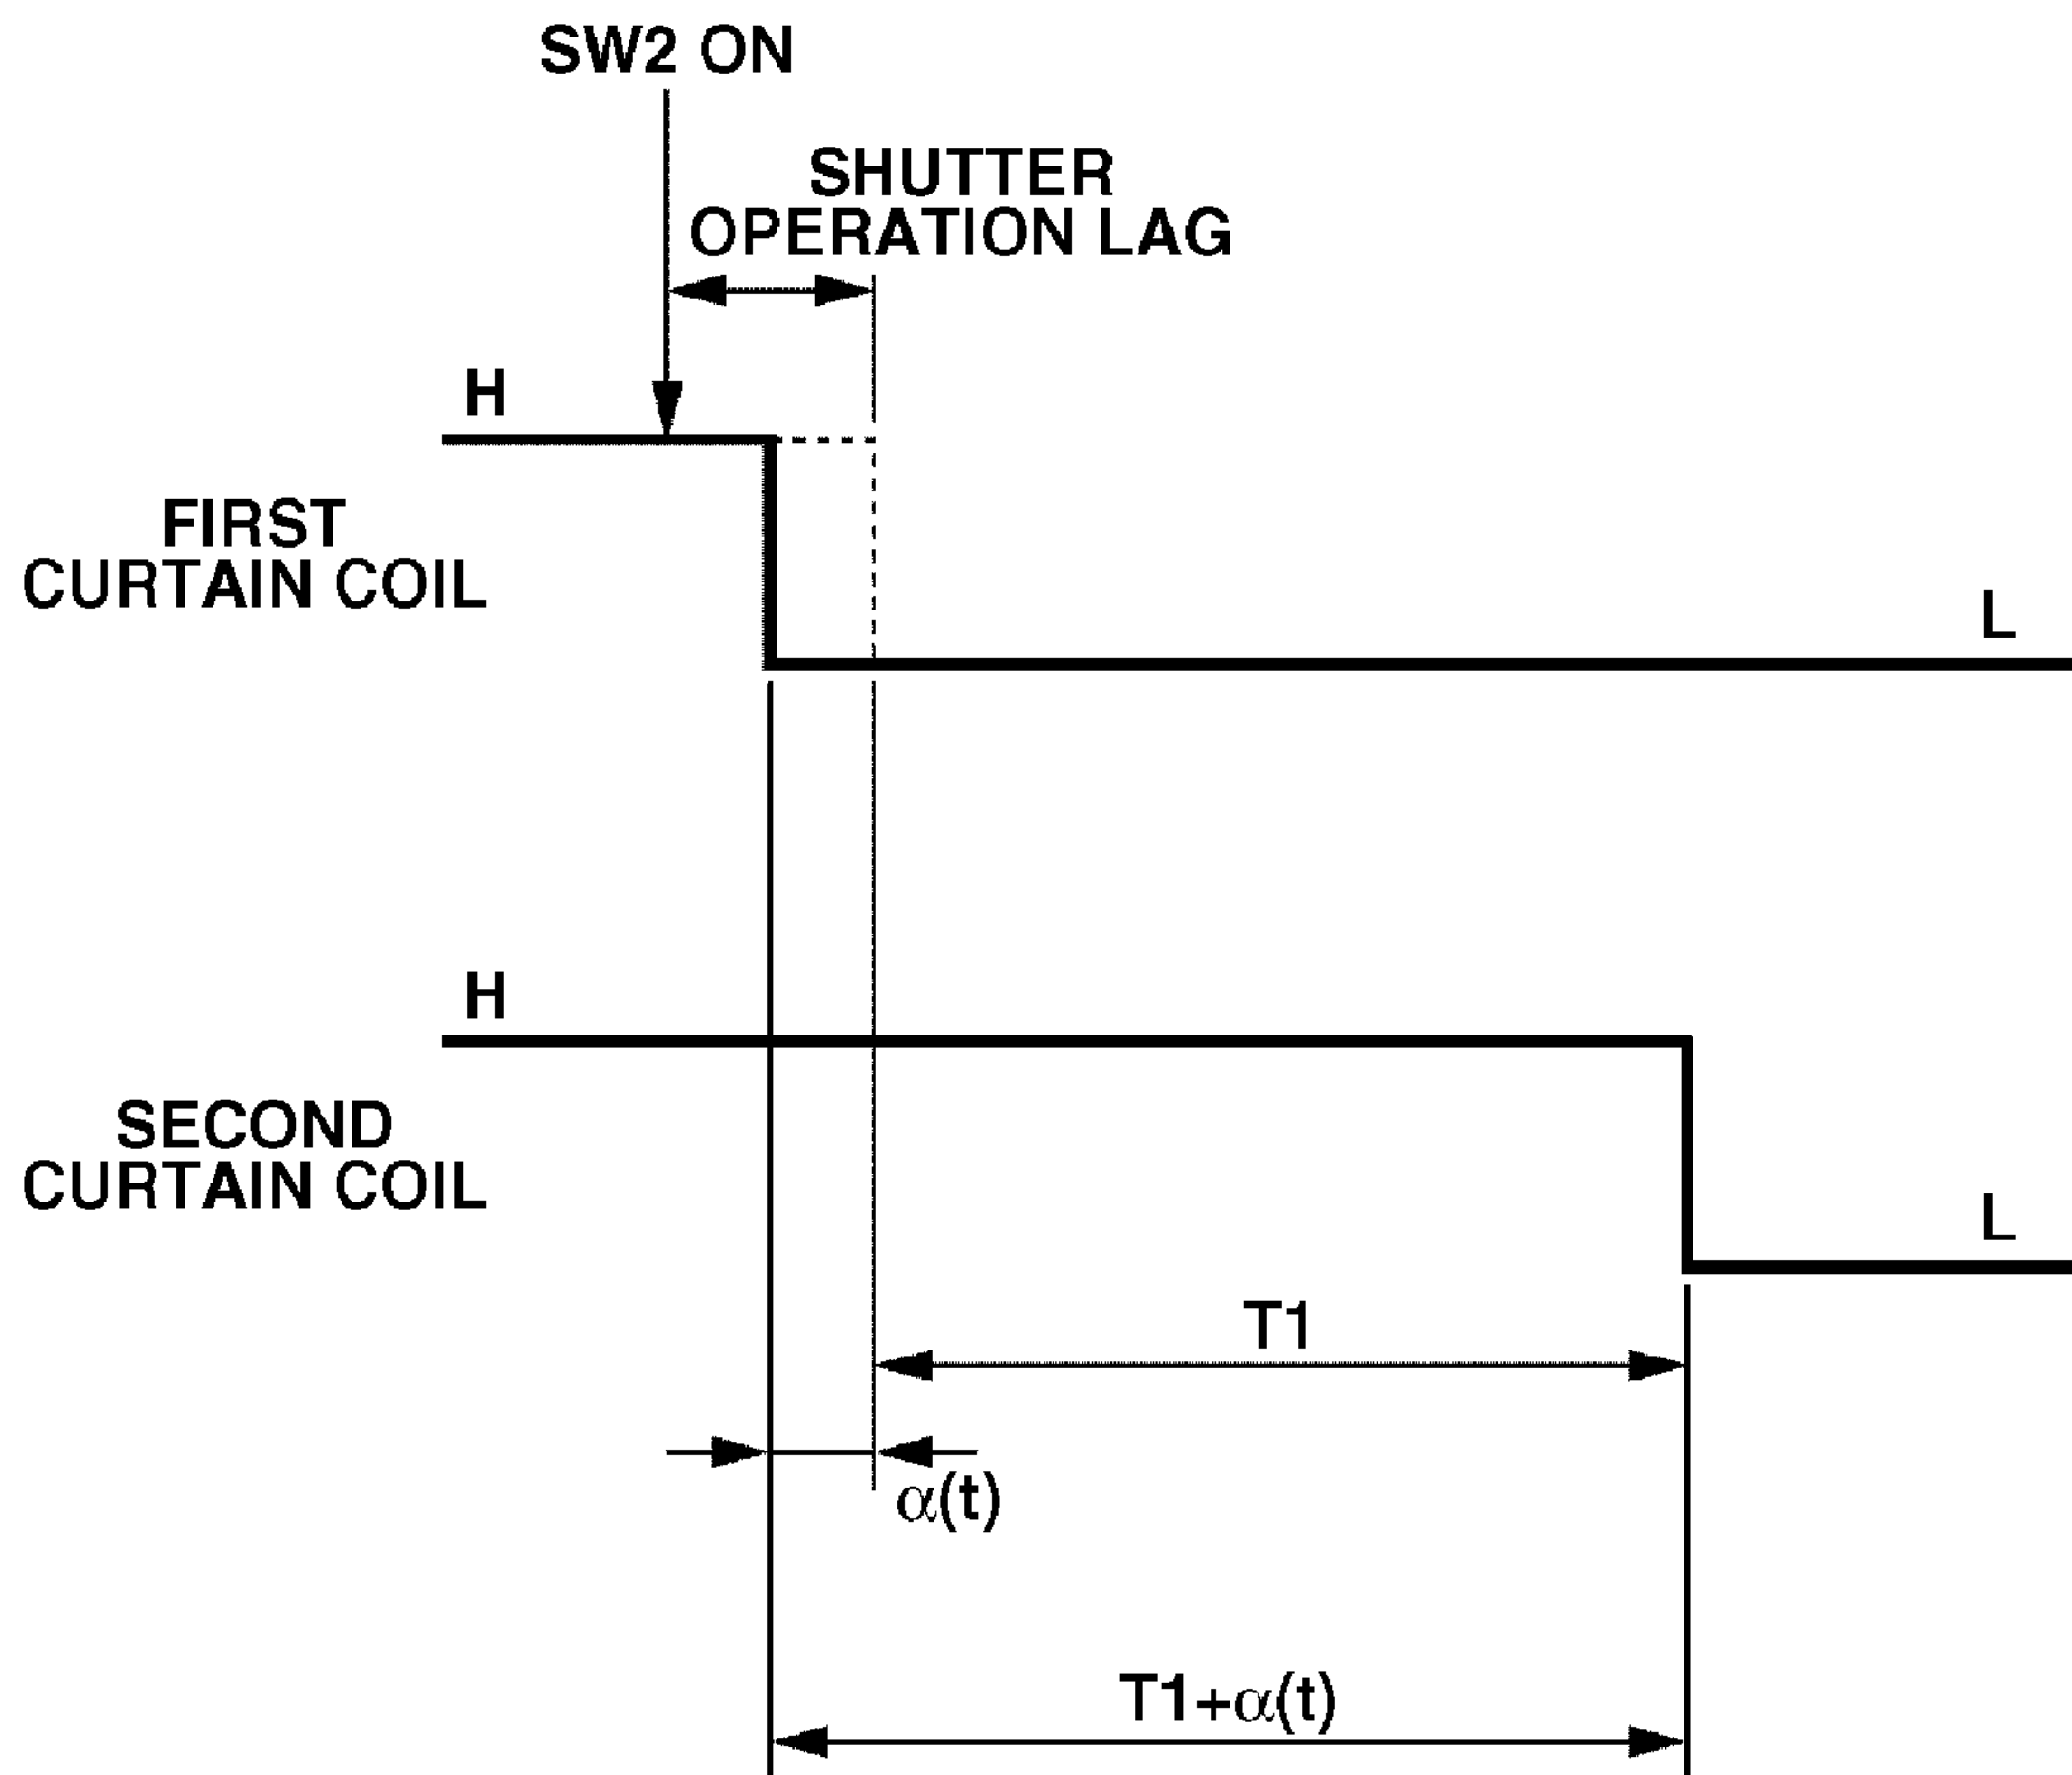 SW2 ON
SHUTTER
OPERATION LAG
H
FIRST
CURTAIN COIL
L
H
SECOND
CURTAIN COIL
L
T1
α(t)
T1+α(t)